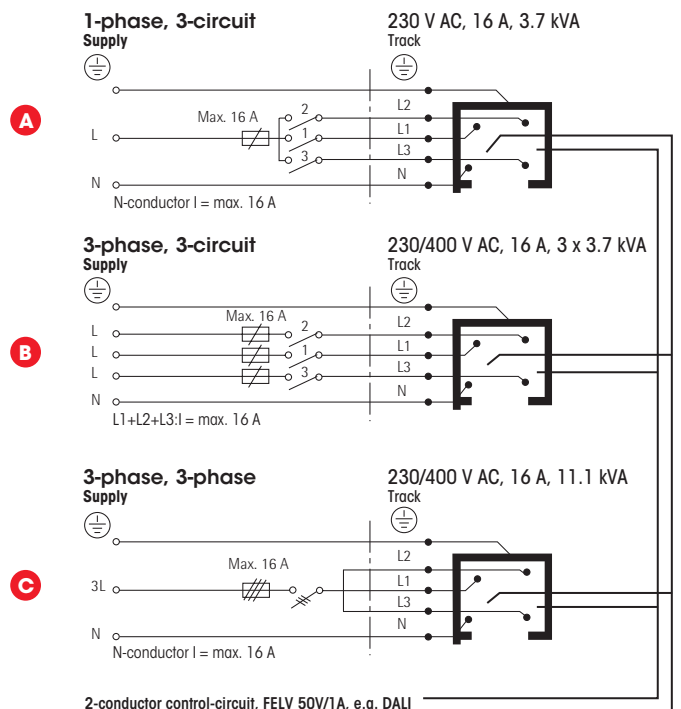 1-phase, 3-circuit
Supply
230 V AC, 16 A, 3.7 kVA
Track
A
L2
Max. 16 A
2
L
1
L1
3
L3
N
N
N-conductor I = max. 16 A
3-phase, 3-circuit
Supply
230/400 V AC, 16 A, 3 x 3.7 kVA
Track
B
Max. 16 A
L
2
L2
L
1
L1
L
3
L3
N
N
L1+L2+L3:I = max. 16 A
3-phase, 3-phase
Supply
230/400 V AC, 16 A, 11.1 kVA
Track
C
L2
Max. 16 A
3L
L1
L3
N
N
N-conductor I = max. 16 A
2-conductor control-circuit, FELV 50V/1A, e.g. DALI